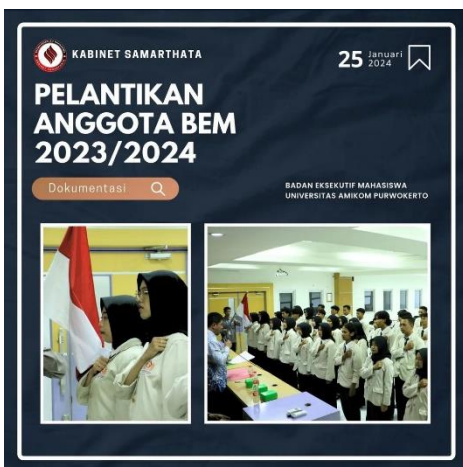 KABINET SAMARTHATA
25 Januari 2024
PELANTIKAN
ANGGOTA BEM
2023/2024
Dokumentasi
BADAN EKSEKUTIF MAHASISWA
UNIVERSITAS AMIKOM PURWOKERTO